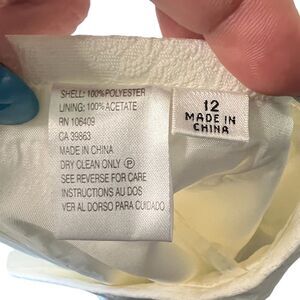 SHELL: 100% POLYESTER
LINING: 100% ACETATE
RN 106409
CA 39863
MADE IN CHINA
DRY CLEAN ONLY Ⓟ
SEE REVERSE FOR CARE
INSTRUCTIONS AU DOS
VER AL DORSO PARA CUIDADO
12
MADE IN
CHINA